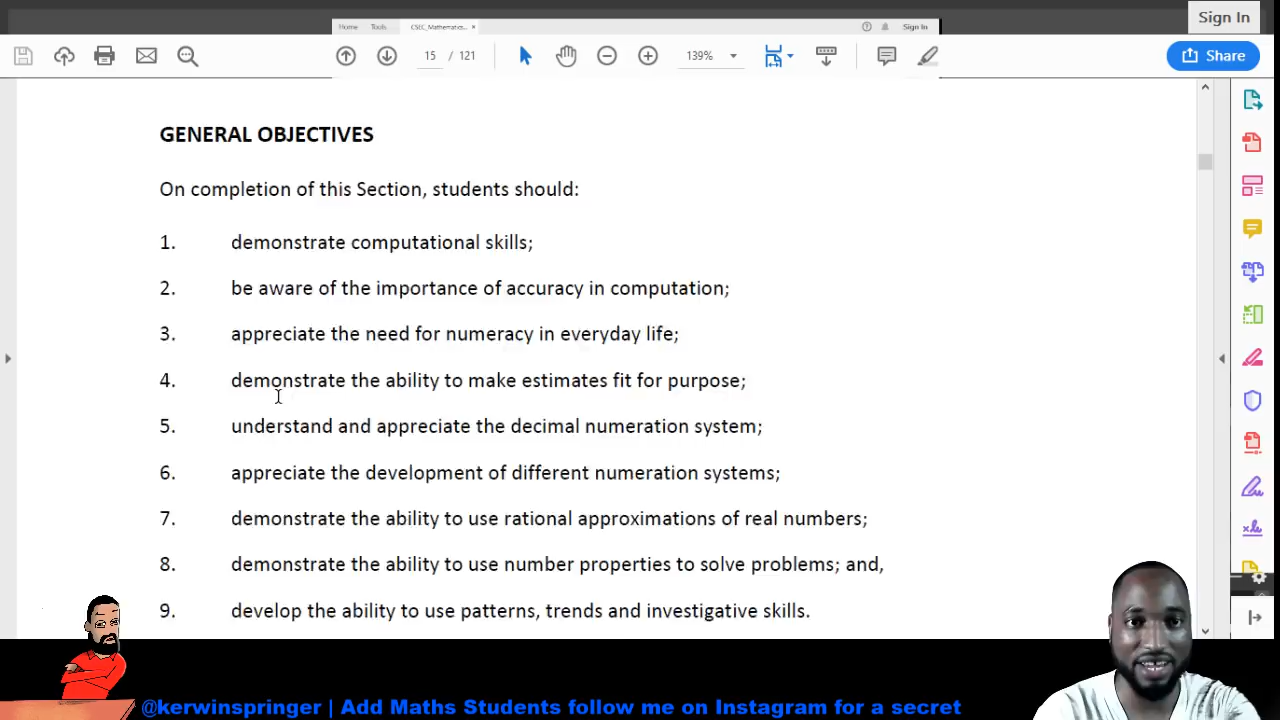 Sign In
Home Tools CSEC_Mathematics... × Sign In
15 / 121 139% Share
GENERAL OBJECTIVES
On completion of this Section, students should:
1. demonstrate computational skills;
2. be aware of the importance of accuracy in computation;
3. appreciate the need for numeracy in everyday life;
4. demonstrate the ability to make estimates fit for purpose;
5. understand and appreciate the decimal numeration system;
6. appreciate the development of different numeration systems;
7. demonstrate the ability to use rational approximations of real numbers;
8. demonstrate the ability to use number properties to solve problems; and,
9. develop the ability to use patterns, trends and investigative skills.
@kerwinspringer | Add Maths Students follow me on Instagram for a secret